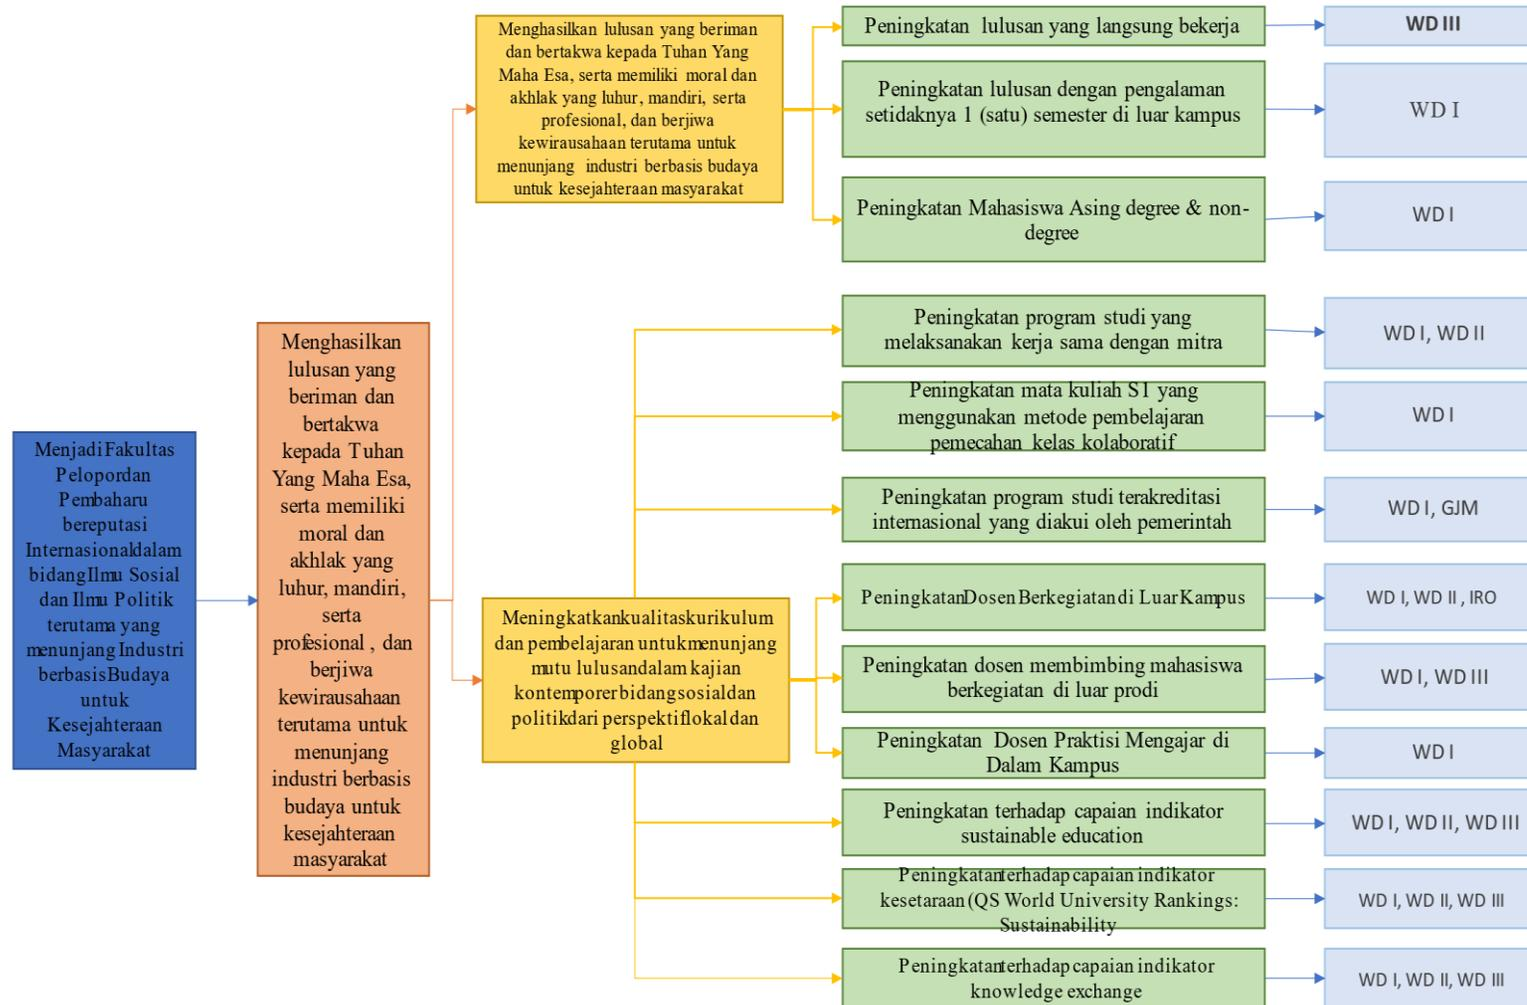 Menjadi Fakultas
Pelopor dan
Pembaharu
bereputasi
Internasional dalam
bidang Ilmu Sosial
dan Ilmu Politik
terutama yang
menunjang Industri
berbasis Budaya
untuk
Kesejahteraan
Masyarakat
Menghasilkan
lulusan yang
beriman dan
bertakwa
kepada Tuhan
Yang Maha Esa,
serta memiliki
moral dan
akhlak yang
luhur, mandiri,
serta
profesional , dan
berjiwa
kewirausahaan
terutama untuk
menunjang
industri berbasis
budaya untuk
kesejahteraan
masyarakat
Menghasilkan lulusan yang beriman
dan bertakwa kepada Tuhan Yang
Maha Esa, serta memiliki moral dan
akhlak yang luhur, mandiri, serta
profesional, dan berjiwa
kewirausahaan terutama untuk
menunjang industri berbasis budaya
untuk kesejahteraan masyarakat
Peningkatan lulusan yang langsung bekerja
WD III
Peningkatan lulusan dengan pengalaman
setidaknya 1 (satu) semester di luar kampus
WD I
Peningkatan Mahasiswa Asing degree & non-
degree
WD I
Meningkatkan kualitas kurikulum
dan pembelajaran untuk menunjang
mutu lulusan dalam kajian
kontemporer bidang sosial dan
politik dari perspektif lokal dan
global
Peningkatan program studi yang
melaksanakan kerja sama dengan mitra
WD I, WD II
Peningkatan mata kuliah S1 yang
menggunakan metode pembelajaran
pemecahan kelas kolaboratif
WD I
Peningkatan program studi terakreditasi
internasional yang diakui oleh pemerintah
WD I, GJM
Peningkatan Dosen Berkegiatan di Luar Kampus
WD I, WD II , IRO
Peningkatan dosen membimbing mahasiswa
berkegiatan di luar prodi
WD I, WD III
Peningkatan Dosen Praktisi Mengajar di
Dalam Kampus
WD I
Peningkatan terhadap capaian indikator
sustainable education
WD I, WD II, WD III
Peningkatan terhadap capaian indikator
kesetaraan (QS World University Rankings:
Sustainability
WD I, WD II, WD III
Peningkatan terhadap capaian indikator
knowledge exchange
WD I, WD II, WD III